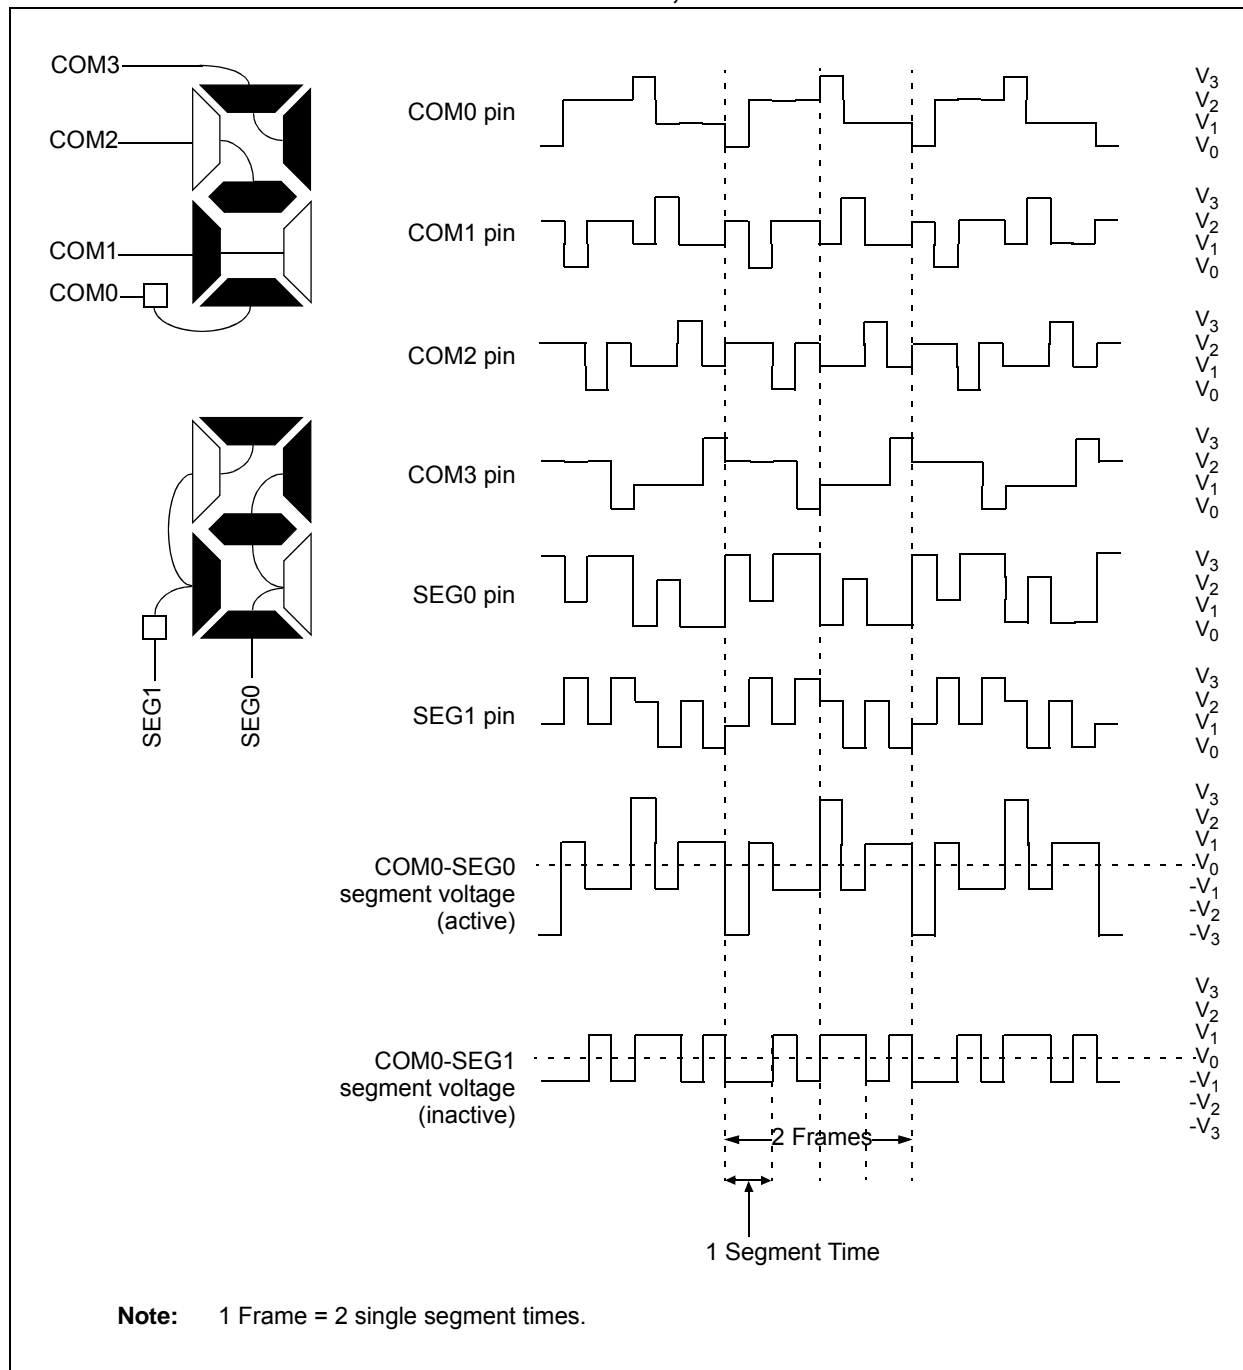 COM3
COM2
COM1
COM0
SEG1
SEG0
COM0 pin
V3
V2
V1
V0
COM1 pin
V3
V2
V1
V0
COM2 pin
V3
V2
V1
V0
COM3 pin
V3
V2
V1
V0
SEG0 pin
V3
V2
V1
V0
SEG1 pin
V3
V2
V1
V0
COM0-SEG0
segment voltage
(active)
V3
V2
V1
V0
-V1
-V2
-V3
COM0-SEG1
segment voltage
(inactive)
V3
V2
V1
V0
-V1
-V2
-V3
2 Frames
1 Segment Time
Note: 1 Frame = 2 single segment times.